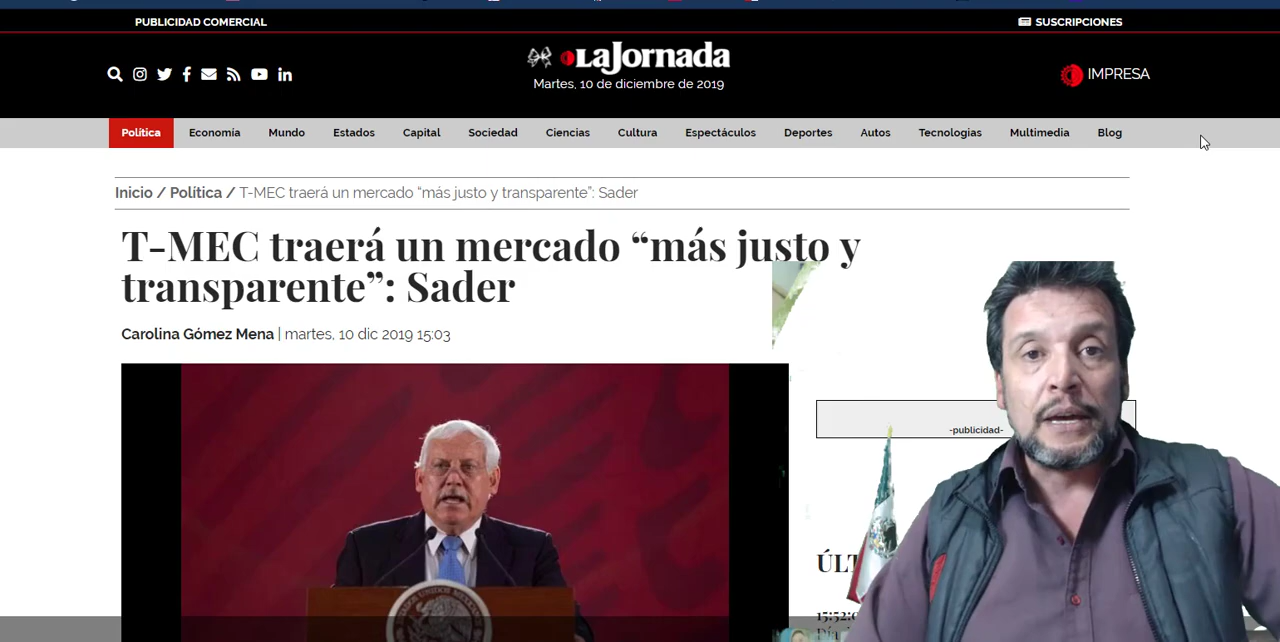 PUBLICIDAD COMERCIAL
SUSCRIPCIONES
LaJornada
Martes, 10 de diciembre de 2019
IMPRESA
Política Economía Mundo Estados Capital Sociedad Ciencias Cultura Espectáculos Deportes Autos Tecnologias Multimedia Blog
Inicio / Política / T-MEC traerá un mercado “más justo y transparente”: Sader
T-MEC traerá un mercado “más justo y
transparente”: Sader
Carolina Gómez Mena | martes, 10 dic 2019 15:03
-publicidad-